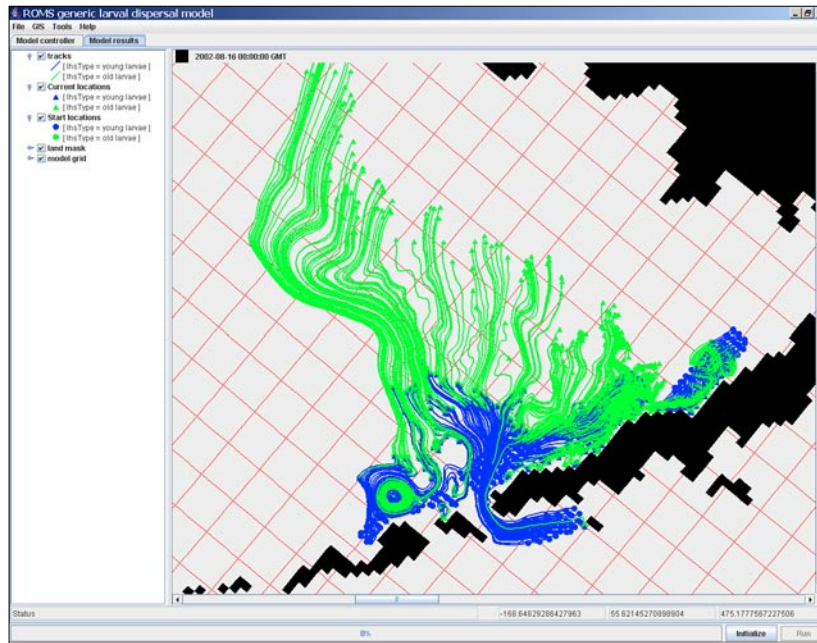 ROMS generic larval dispersal model
File GIS Tools Help
Model controller Model results
tracks
[ lhsType = young larvae ]
[ lhsType = old larvae ]
Current locations
[ lhsType = young larvae ]
[ lhsType = old larvae ]
Start locations
[ lhsType = young larvae ]
[ lhsType = old larvae ]
land mask
model grid
2002-08-16 00:00:00 GMT
Status
-168.64829286427963 55.62145270898904 475.1777567227506
0% Initialize Run